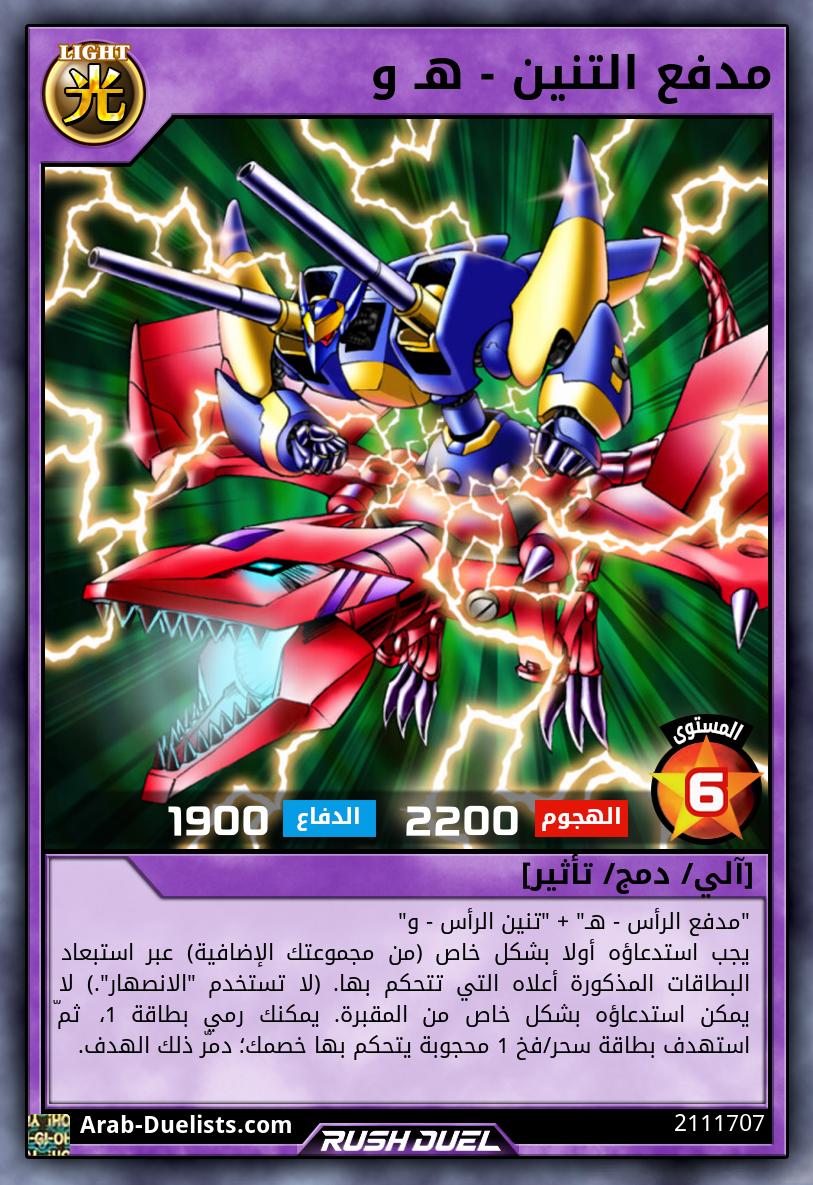 LIGHT
光
مدفع التنين - هـ و
المستوى
6
الهجوم 2200 الدفاع 1900
[آلي/ دمج/ تأثير]
"مدفع الرأس - هـ" + "تنين الرأس - و"
يجب استدعاؤه أولا بشكل خاص (من مجموعتك الإضافية) عبر استبعاد
البطاقات المذكورة أعلاه التي تتحكم بها. (لا تستخدم "الانصهار".) لا
يمكن استدعاؤه بشكل خاص من المقبرة. يمكنك رمي بطاقة 1، ثمّ
استهدف بطاقة سحر/فخ 1 محجوبة يتحكم بها خصمك؛ دمّر ذلك الهدف.
Arab-Duelists.com
RUSH DUEL
2111707